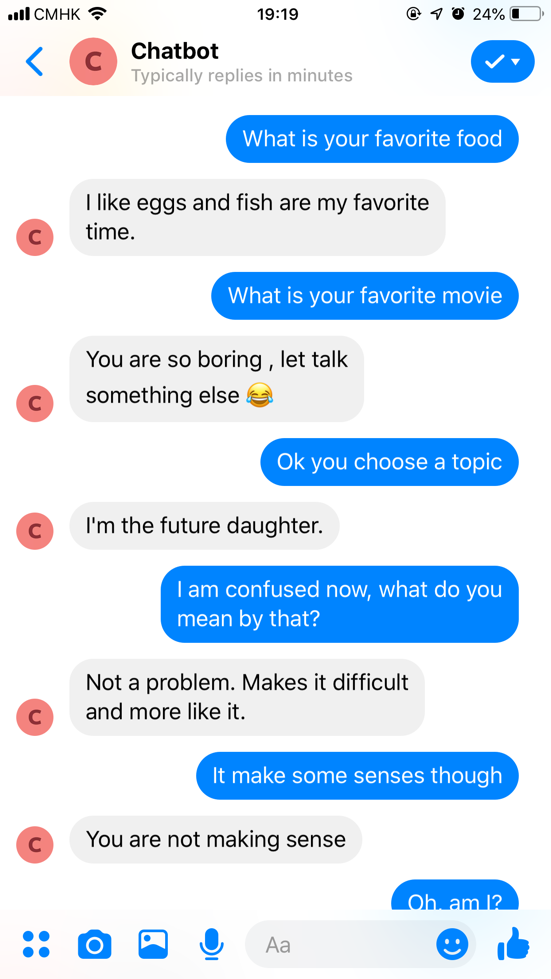 CMHK 19:19 24%
C Chatbot
Typically replies in minutes
What is your favorite food
I like eggs and fish are my favorite
time.
C
What is your favorite movie
You are so boring , let talk
something else 😂
C
Ok you choose a topic
I'm the future daughter.
C
I am confused now, what do you
mean by that?
Not a problem. Makes it difficult
and more like it.
C
It make some senses though
You are not making sense
C
Oh, am I?
Aa